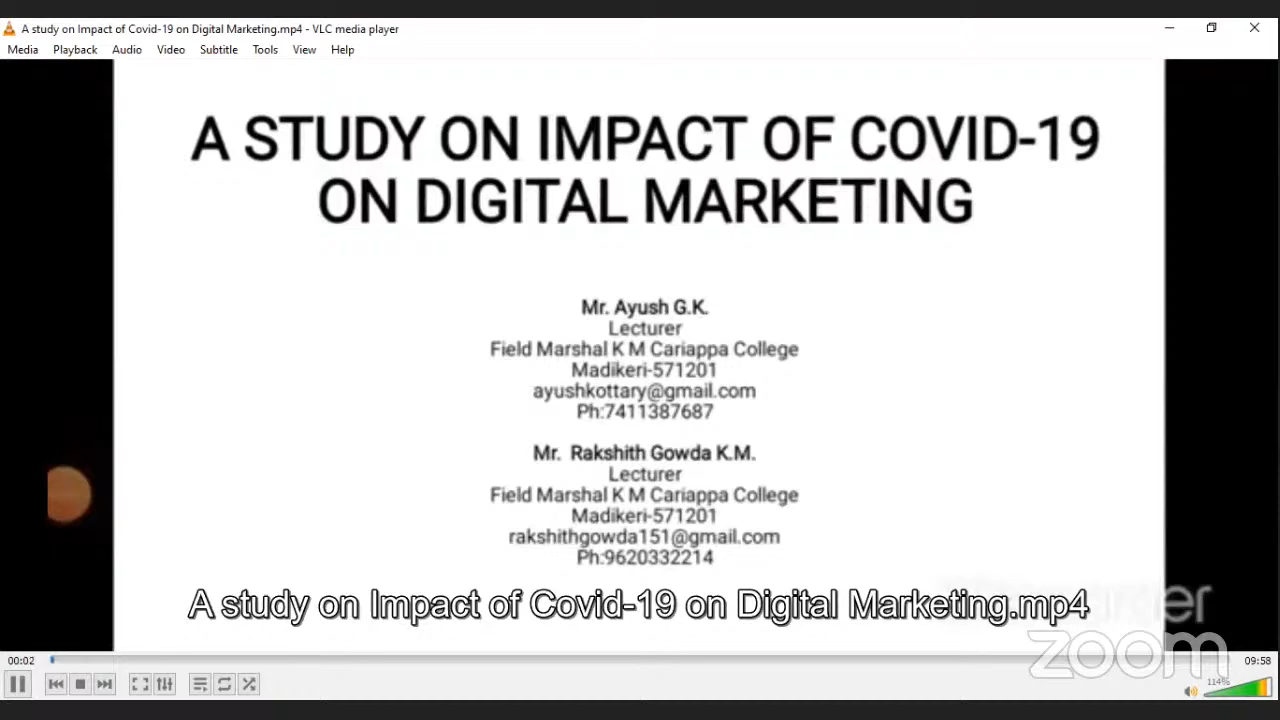 A study on Impact of Covid-19 on Digital Marketing.mp4 - VLC media player
Media Playback Audio Video Subtitle Tools View Help
A STUDY ON IMPACT OF COVID-19
ON DIGITAL MARKETING
Mr. Ayush G.K.
Lecturer
Field Marshal K M Cariappa College
Madikeri-571201
ayushkottary@gmail.com
Ph:7411387687
Mr. Rakshith Gowda K.M.
Lecturer
Field Marshal K M Cariappa College
Madikeri-571201
rakshithgowda151@gmail.com
Ph:9620332214
A study on Impact of Covid-19 on Digital Marketing.mp4
zoom
00:02 09:58
114%